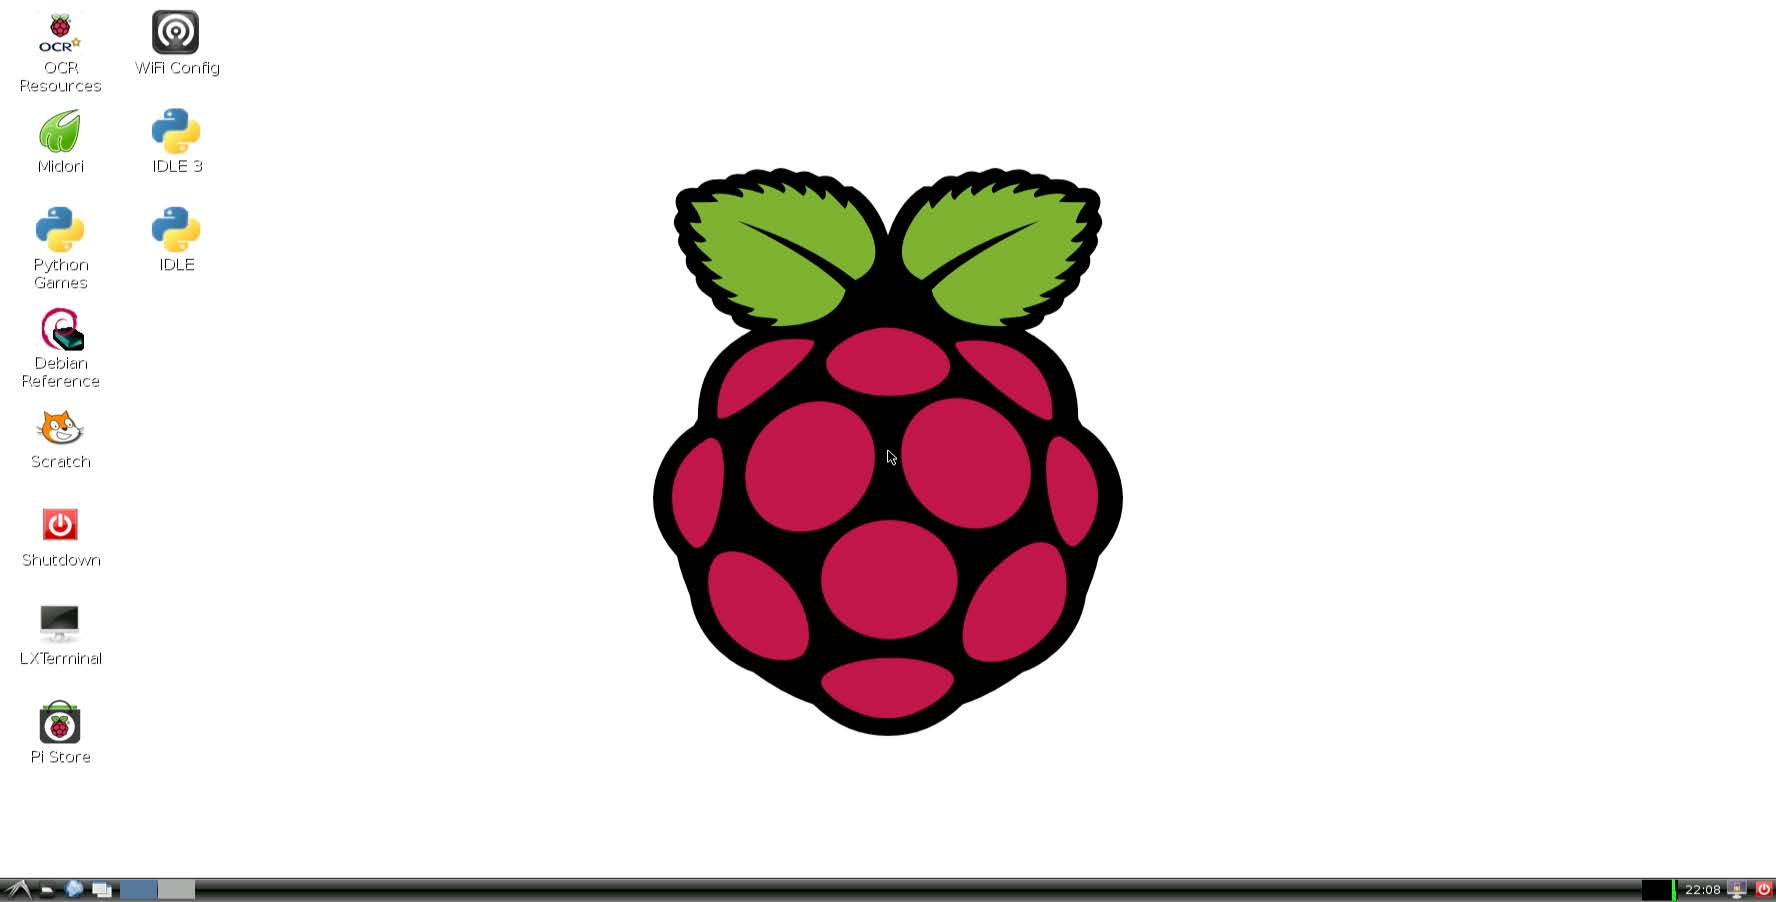 OCR
OCR
Resources
WiFi Config
Midori
IDLE 3
Python
Games
IDLE
Debian
Reference
Scratch
Shutdown
LXTerminal
Pi Store
22:08